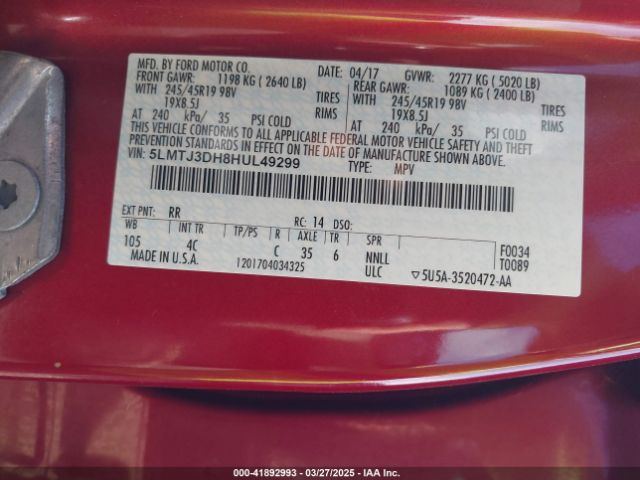 MFD. BY FORD MOTOR CO.
DATE: 04/17 GVWR: 2277 KG ( 5020 LB)
FRONT GAWR: 1198 KG ( 2640 LB)
REAR GAWR: 1089 KG ( 2400 LB)
WITH 245/45R19 98V TIRES
WITH 245/45R19 98V TIRES
19X8.5J RIMS
19X8.5J RIMS
AT 240 kPa/ 35 PSI COLD
AT 240 kPa/ 35 PSI COLD
THIS VEHICLE CONFORMS TO ALL APPLICABLE FEDERAL MOTOR VEHICLE SAFETY AND BUMPER
STANDARDS IN EFFECT ON THE DATE OF MANUFACTURE SHOWN ABOVE.
THEFT PREVENTION
VIN: 5LMTJ3DH8HUL49299
TYPE: MPV
EXT PNT: RR RC: 14 DSO:
WB INT TR TP/PS R AXLE TR SPR F0034
105 4C C 35 6 NNLL T0089
MADE IN U.S.A. 1201704034325 ULC ▽5U5A-3520472-AA
000-41892993 - 03/27/2025 - IAA Inc.